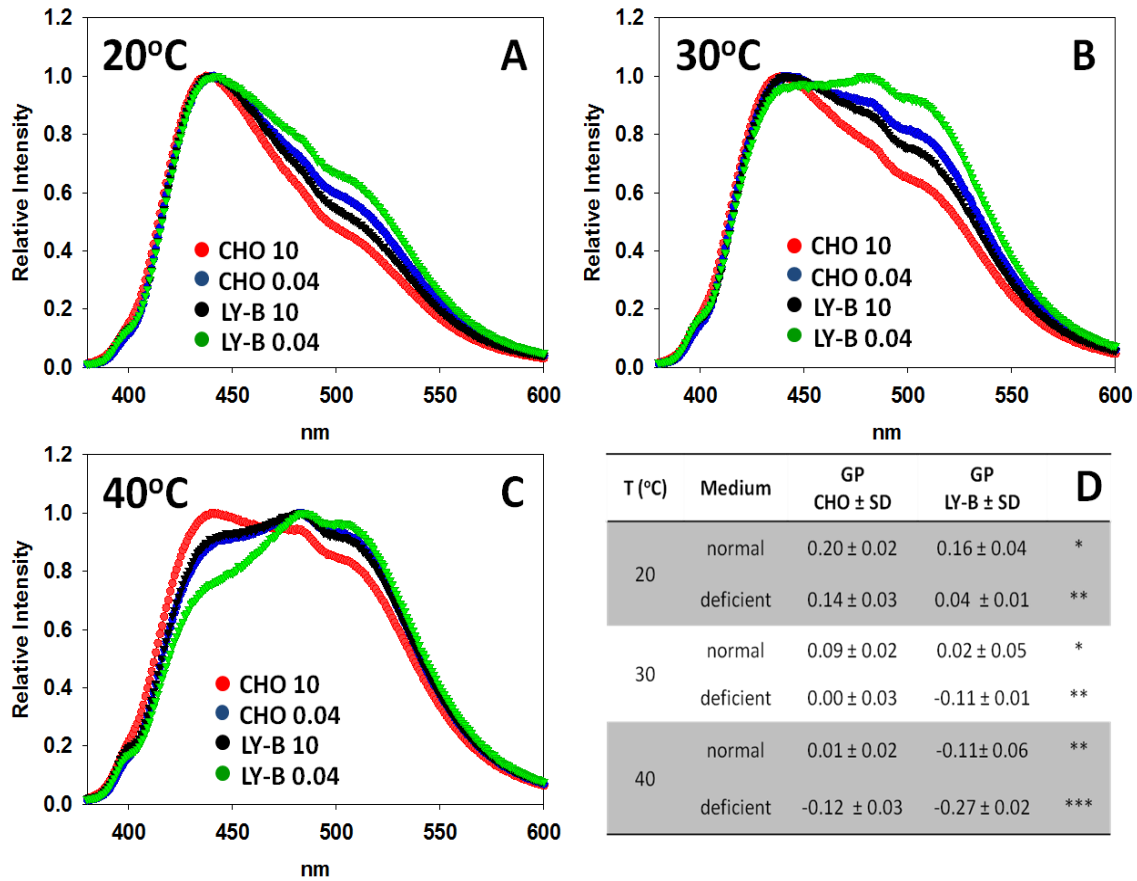 20°C
A
Relative Intensity
1.2
1.0
0.8
0.6
0.4
0.2
0.0
CHO 10
CHO 0.04
LY-B 10
LY-B 0.04
400 450 500 550 600
nm
30°C
B
Relative Intensity
1.2
1.0
0.8
0.6
0.4
0.2
0.0
CHO 10
CHO 0.04
LY-B 10
LY-B 0.04
400 450 500 550 600
nm
40°C
C
Relative Intensity
1.2
1.0
0.8
0.6
0.4
0.2
0.0
CHO 10
CHO 0.04
LY-B 10
LY-B 0.04
400 450 500 550 600
nm
D
T (°C) Medium GP CHO ± SD GP LY-B ± SD
20
normal 0.20 ± 0.02 0.16 ± 0.04 *
deficient 0.14 ± 0.03 0.04 ± 0.01 **
30
normal 0.09 ± 0.02 0.02 ± 0.05 *
deficient 0.00 ± 0.03 -0.11 ± 0.01 **
40
normal 0.01 ± 0.02 -0.11± 0.06 **
deficient -0.12 ± 0.03 -0.27 ± 0.02 ***